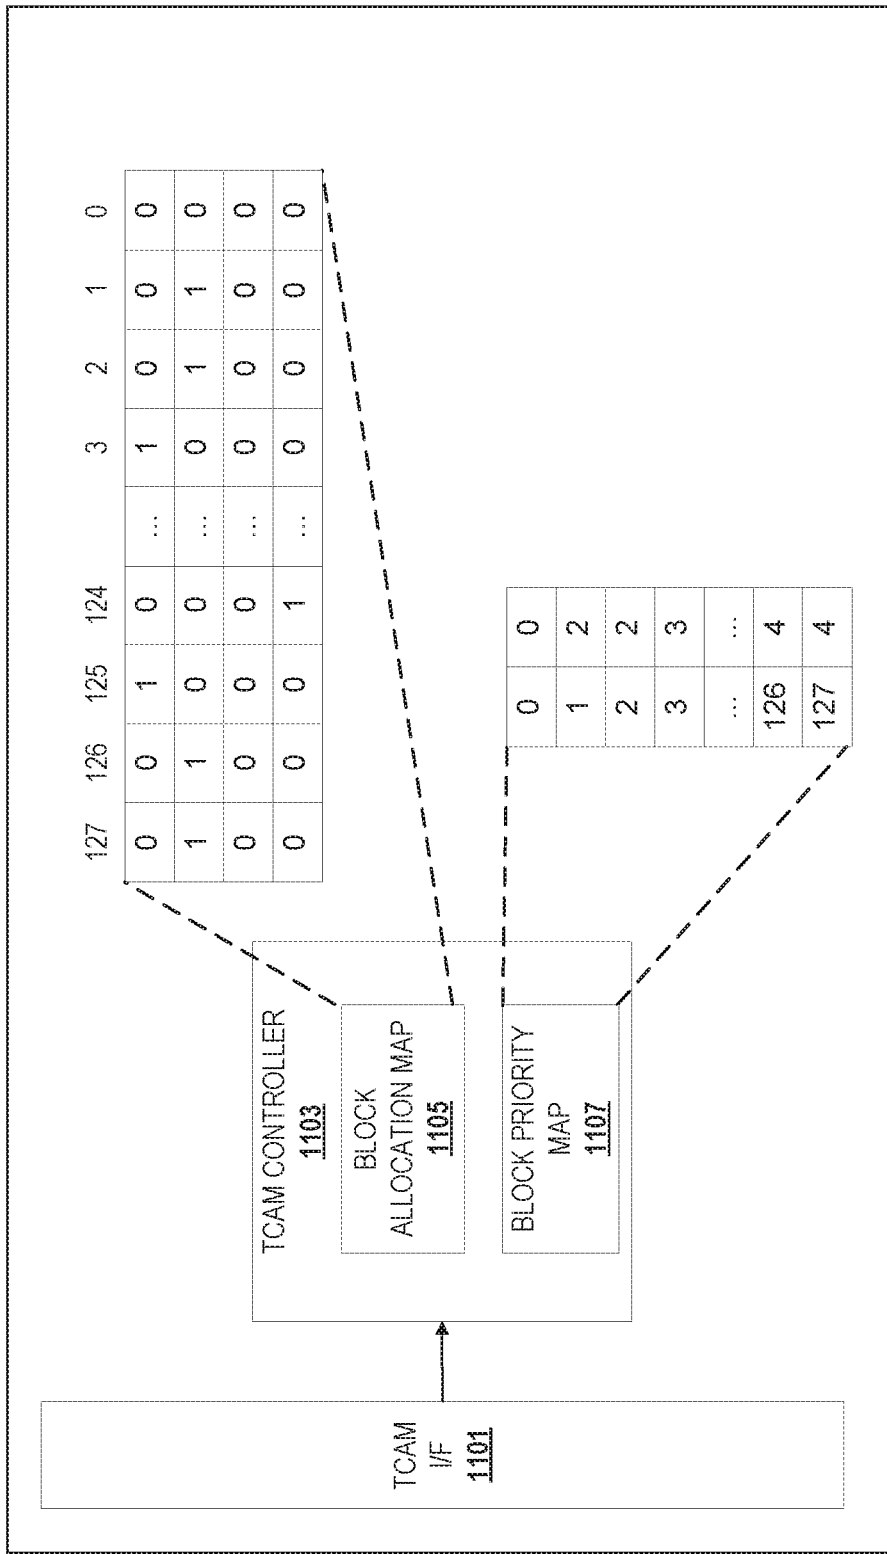 TCAM
I/F
1101
TCAM CONTROLLER
1103
BLOCK
ALLOCATION MAP
1105
BLOCK PRIORITY
MAP
1107
127 126 125 124 3 2 1 0
0 0 1 0 ... 1 0 0 0
1 1 0 0 ... 0 1 1 0
0 0 0 0 ... 0 0 0 0
0 0 0 1 ... 0 0 0 0
0 0
1 2
2 2
3 3
... ...
126 4
127 4